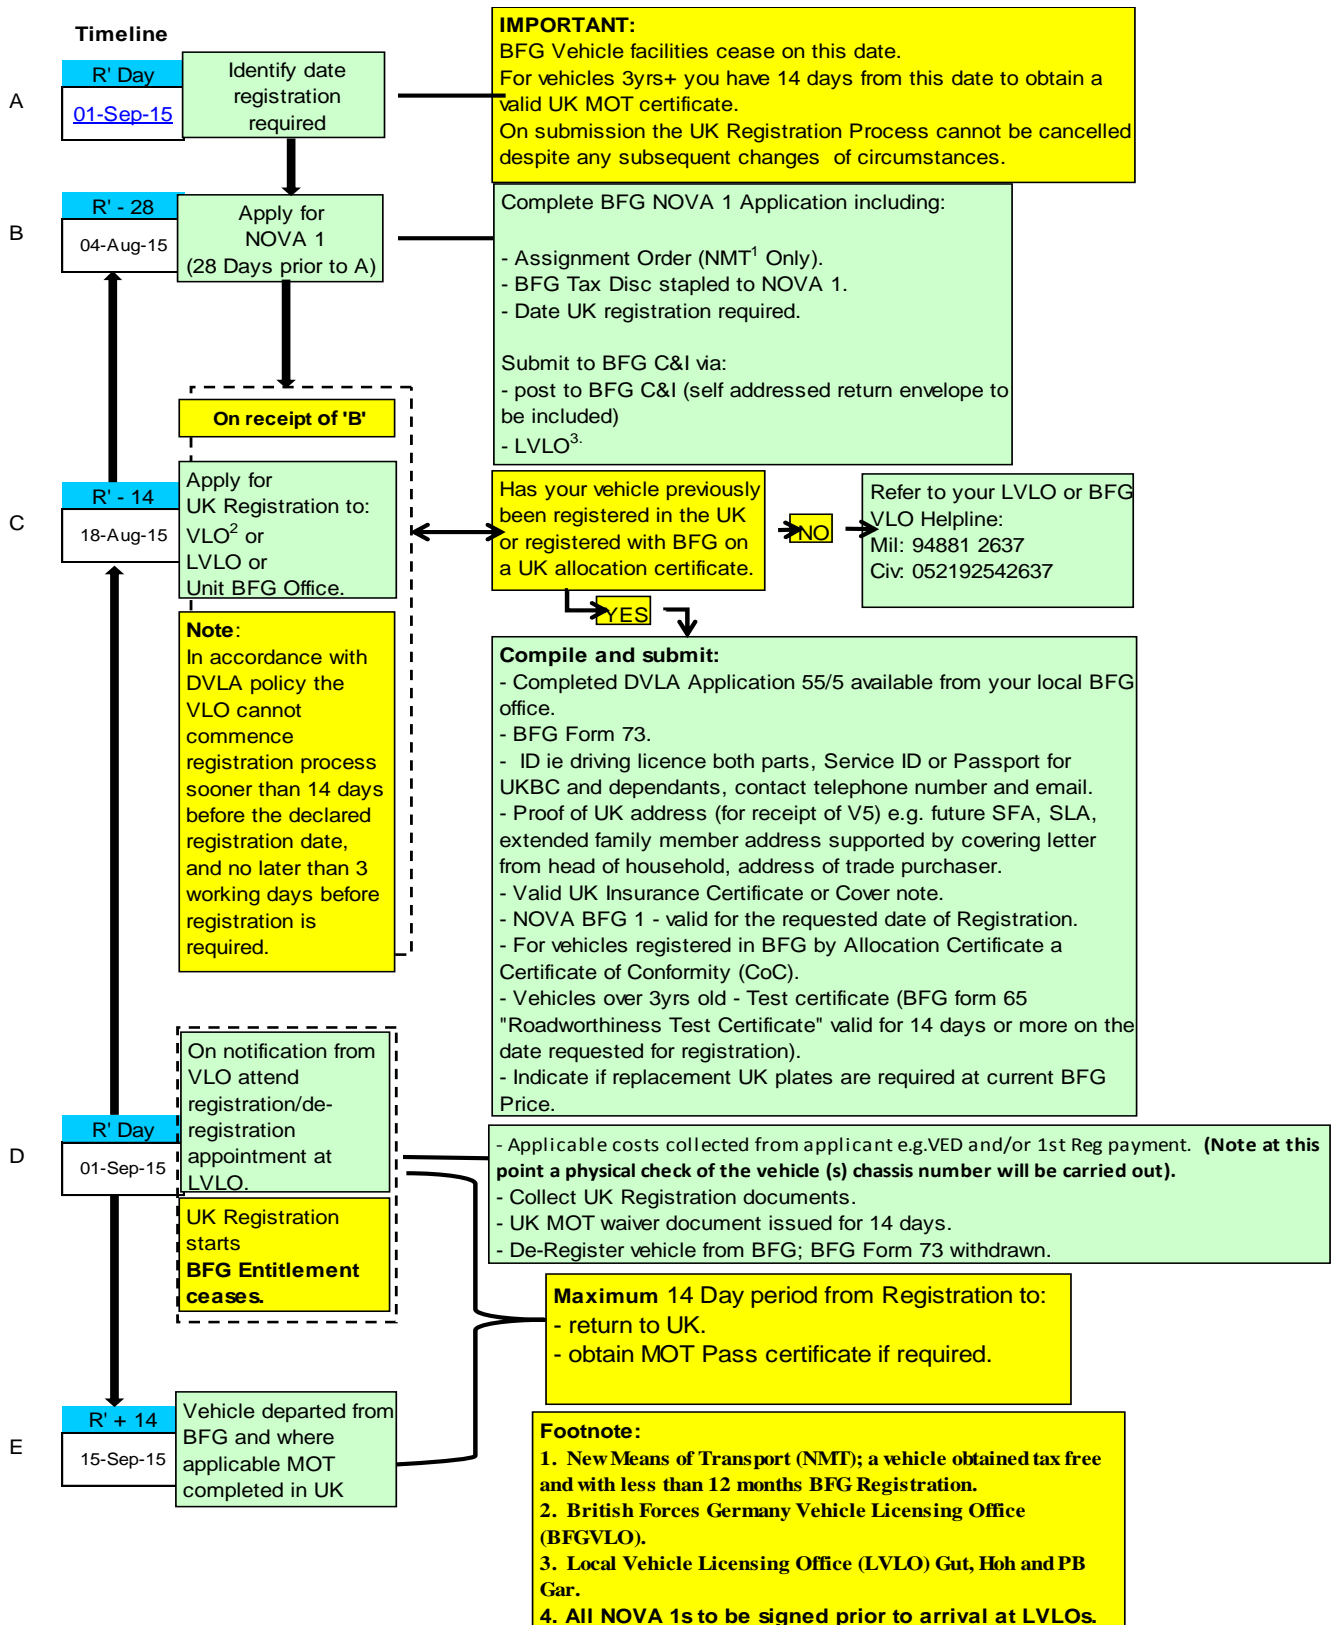 Timeline
A
R' Day
01-Sep-15
Identify date
registration
required
IMPORTANT:
BFG Vehicle facilities cease on this date.
For vehicles 3yrs+ you have 14 days from this date to obtain a
valid UK MOT certificate.
On submission the UK Registration Process cannot be cancelled
despite any subsequent changes of circumstances.
B
R' - 28
04-Aug-15
Apply for
NOVA 1
(28 Days prior to A)
Complete BFG NOVA 1 Application including:
- Assignment Order (NMT1 Only).
- BFG Tax Disc stapled to NOVA 1.
- Date UK registration required.
Submit to BFG C&I via:
- post to BFG C&I (self addressed return envelope to
be included)
- LVLO3.
On receipt of 'B'
C
R' - 14
18-Aug-15
Apply for
UK Registration to:
VLO2 or
LVLO or
Unit BFG Office.
Has your vehicle previously
been registered in the UK
or registered with BFG on
a UK allocation certificate.
NO
Refer to your LVLO or BFG
VLO Helpline:
Mil: 94881 2637
Civ: 052192542637
YES
Note:
In accordance with
DVLA policy the
VLO cannot
commence
registration process
sooner than 14 days
before the declared
registration date,
and no later than 3
working days before
registration is
required.
Compile and submit:
- Completed DVLA Application 55/5 available from your local BFG
office.
- BFG Form 73.
- ID ie driving licence both parts, Service ID or Passport for
UKBC and dependants, contact telephone number and email.
- Proof of UK address (for receipt of V5) e.g. future SFA, SLA,
extended family member address supported by covering letter
from head of household, address of trade purchaser.
- Valid UK Insurance Certificate or Cover note.
- NOVA BFG 1 - valid for the requested date of Registration.
- For vehicles registered in BFG by Allocation Certificate a
Certificate of Conformity (CoC).
- Vehicles over 3yrs old - Test certificate (BFG form 65
"Roadworthiness Test Certificate" valid for 14 days or more on the
date requested for registration).
- Indicate if replacement UK plates are required at current BFG
Price.
D
R' Day
01-Sep-15
On notification from
VLO attend
registration/de-
registration
appointment at
LVLO.
UK Registration
starts
BFG Entitlement
ceases.
- Applicable costs collected from applicant e.g.VED and/or 1st Reg payment. (Note at this
point a physical check of the vehicle (s) chassis number will be carried out).
- Collect UK Registration documents.
- UK MOT waiver document issued for 14 days.
- De-Register vehicle from BFG; BFG Form 73 withdrawn.
Maximum 14 Day period from Registration to:
- return to UK.
- obtain MOT Pass certificate if required.
E
R' + 14
15-Sep-15
Vehicle departed from
BFG and where
applicable MOT
completed in UK
Footnote:
1. New Means of Transport (NMT); a vehicle obtained tax free
and with less than 12 months BFG Registration.
2. British Forces Germany Vehicle Licensing Office
(BFGVLO).
3. Local Vehicle Licensing Office (LVLO) Gut, Hoh and PB
Gar.
4. All NOVA 1s to be signed prior to arrival at LVLOs.